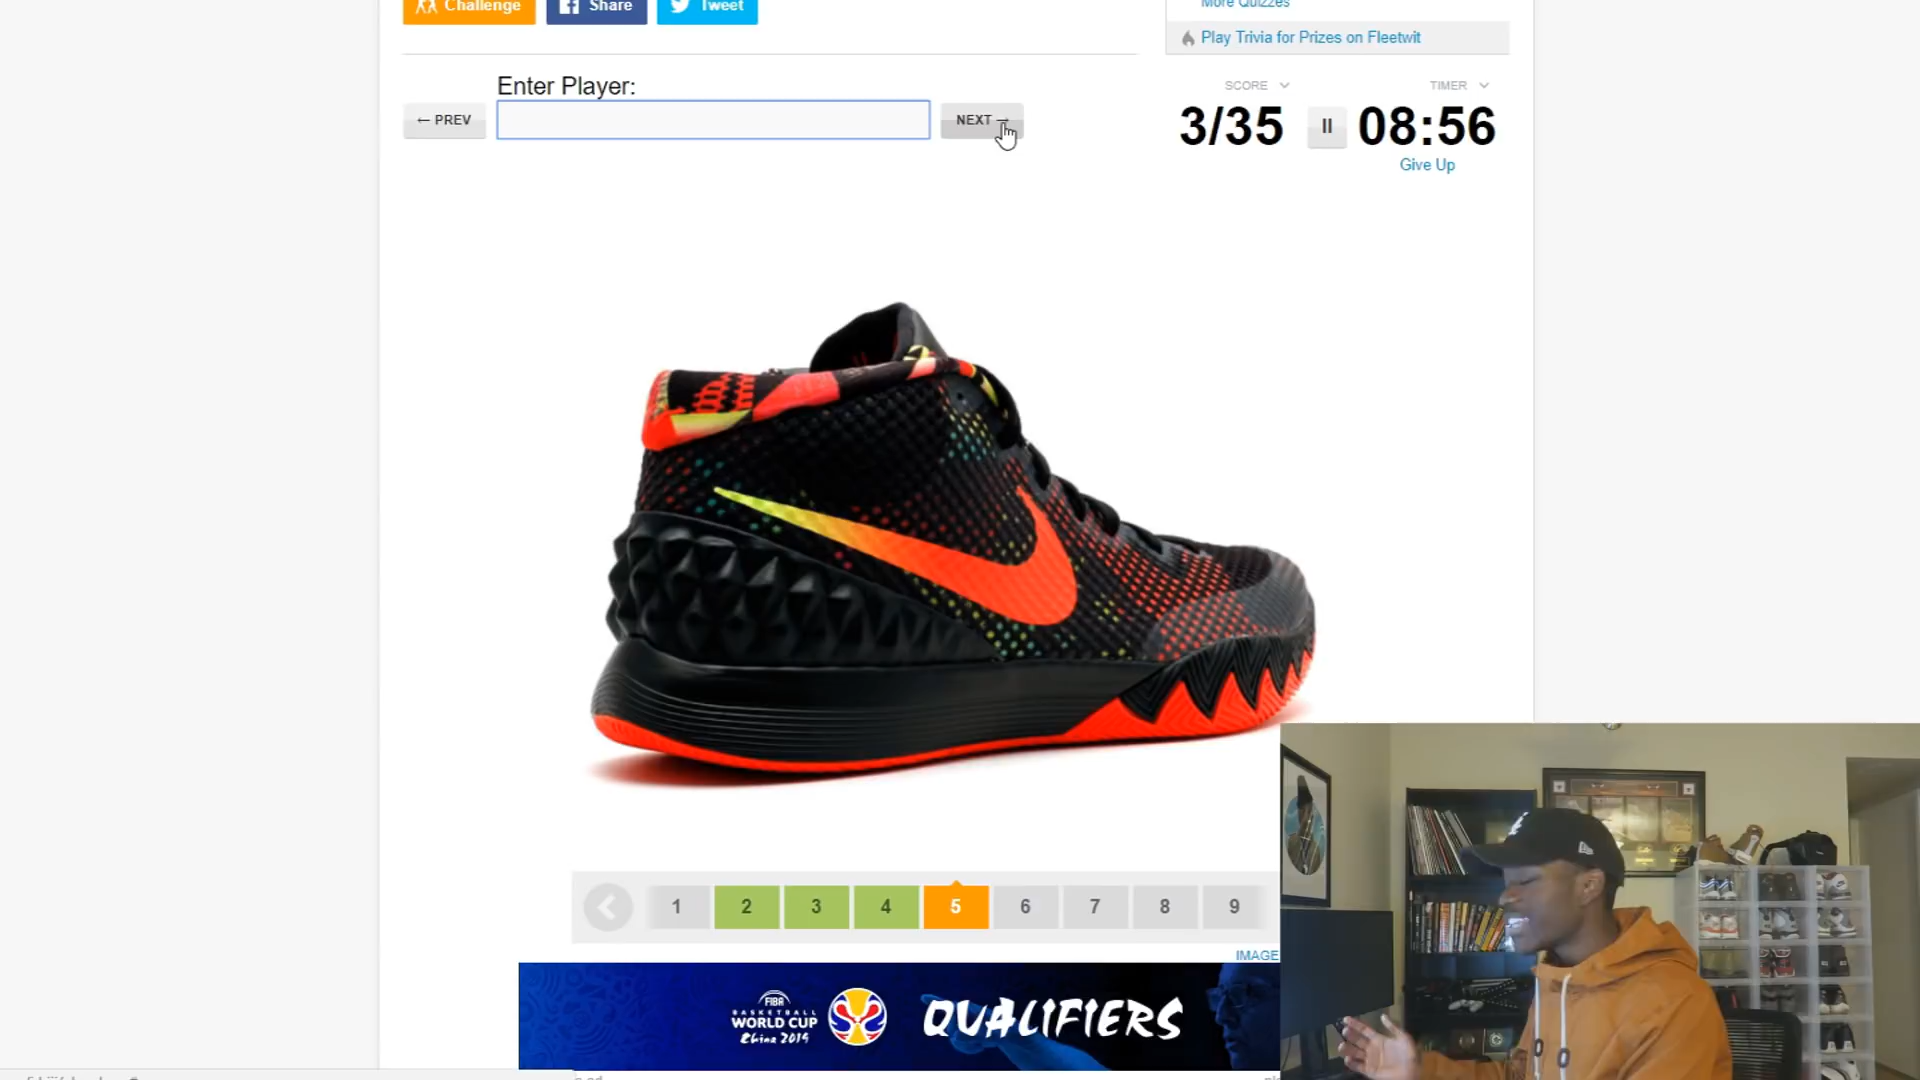 Challenge
Share
Tweet
More Quizzes
Play Trivia for Prizes on Fleetwit
Enter Player:
← PREV
NEXT →
SCORE
TIMER
3/35
08:56
Give Up
1 2 3 4 5 6 7 8 9
IMAGE
FIBA
BASKETBALL
WORLD CUP
China 2019
QUALIFIERS